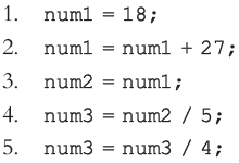 1. num1 = 18;
2. num1 = num1 + 27;
3. num2 = num1;
4. num3 = num2 / 5;
5. num3 = num3 / 4;